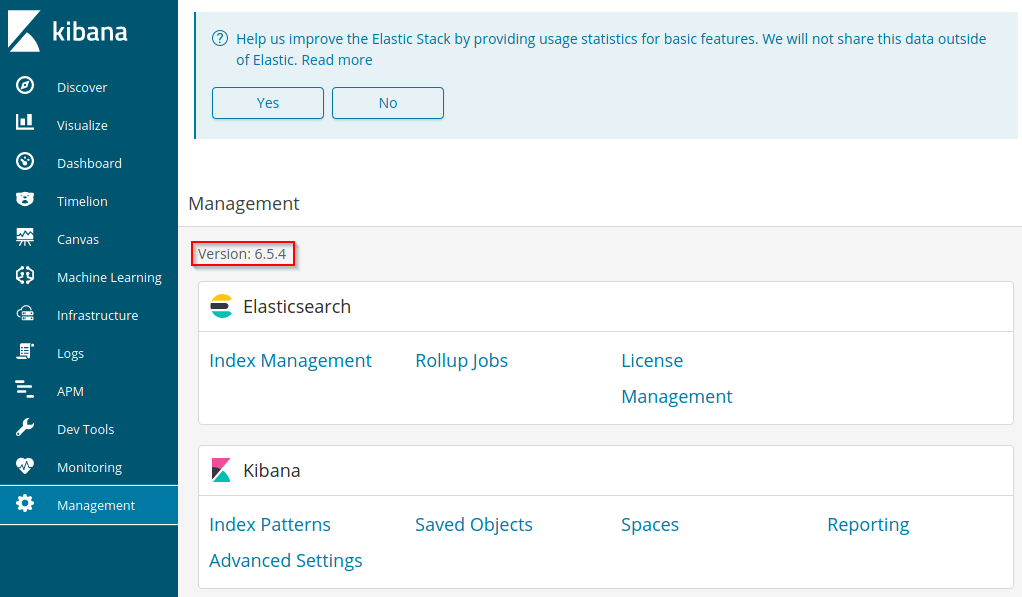 kibana
Discover
Visualize
Dashboard
Timelion
Canvas
Machine Learning
Infrastructure
Logs
APM
Dev Tools
Monitoring
Management
Help us improve the Elastic Stack by providing usage statistics for basic features. We will not share this data outside
of Elastic. Read more
Yes No
Management
Version: 6.5.4
Elasticsearch
Index Management Rollup Jobs License
Management
Kibana
Index Patterns Saved Objects Spaces Reporting
Advanced Settings